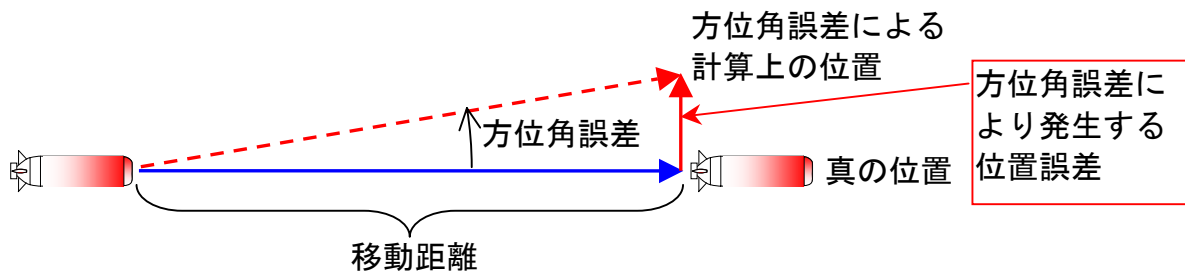 方位角誤差による
計算上の位置
方位角誤差
方位角誤差に
より発生する
位置誤差
真の位置
移動距離